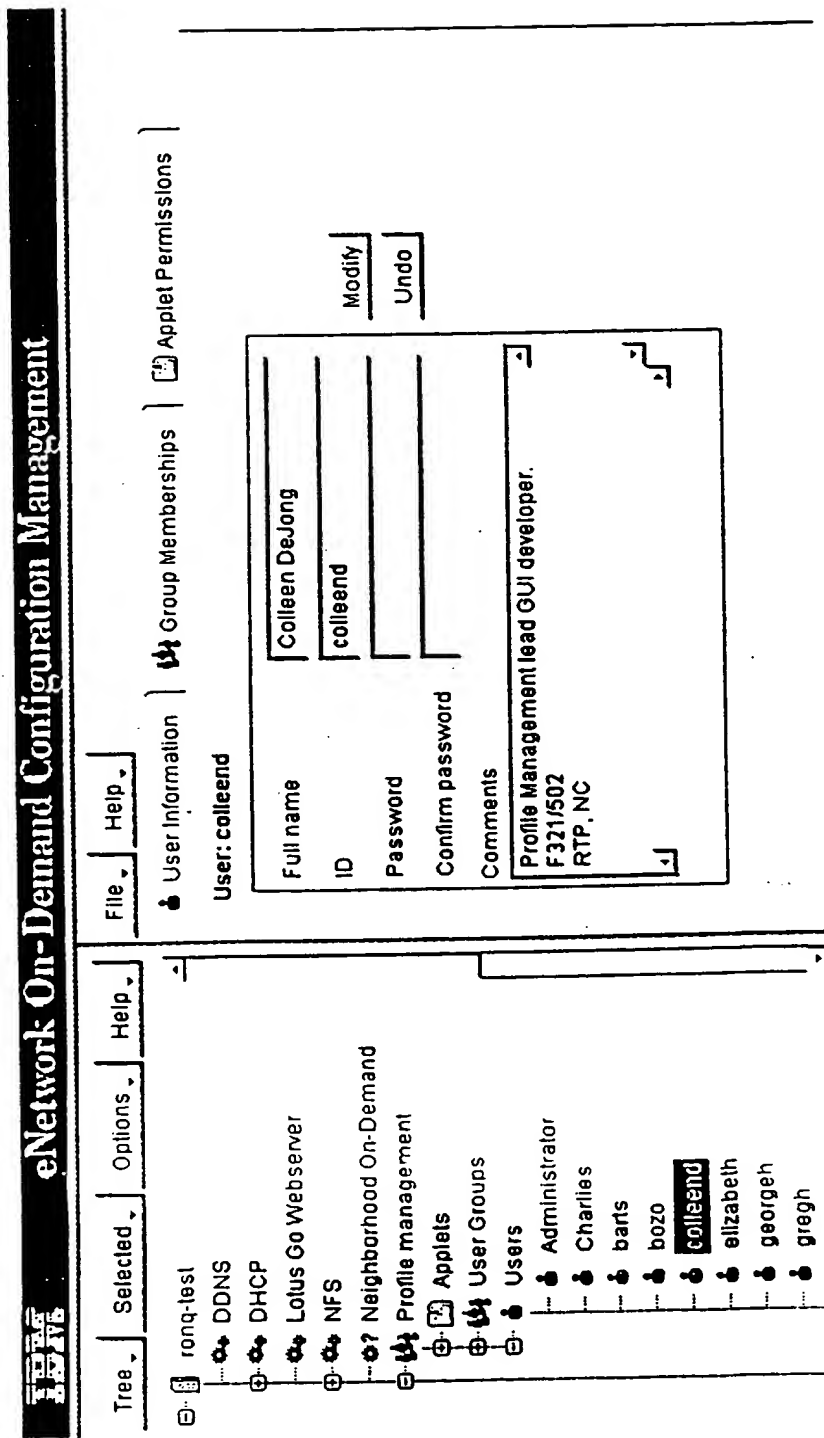 IBM eNetwork On-Demand Configuration Management
Tree Selected Options Help
ronq-test
DDNS
DHCP
Lotus Go Webserver
NFS
Neighborhood On-Demand
Profile management
Applets
User Groups
Users
Administrator
Charlies
barts
bozo
colleend
elizabeth
georgeh
gregh
File Help
User Information Group Memberships Applet Permissions
User: colleend
Full name Colleen DeJong
ID colleend
Password
Confirm password
Modify
Undo
Comments
Profile Management lead GUI developer.
F321/502
RTP, NC